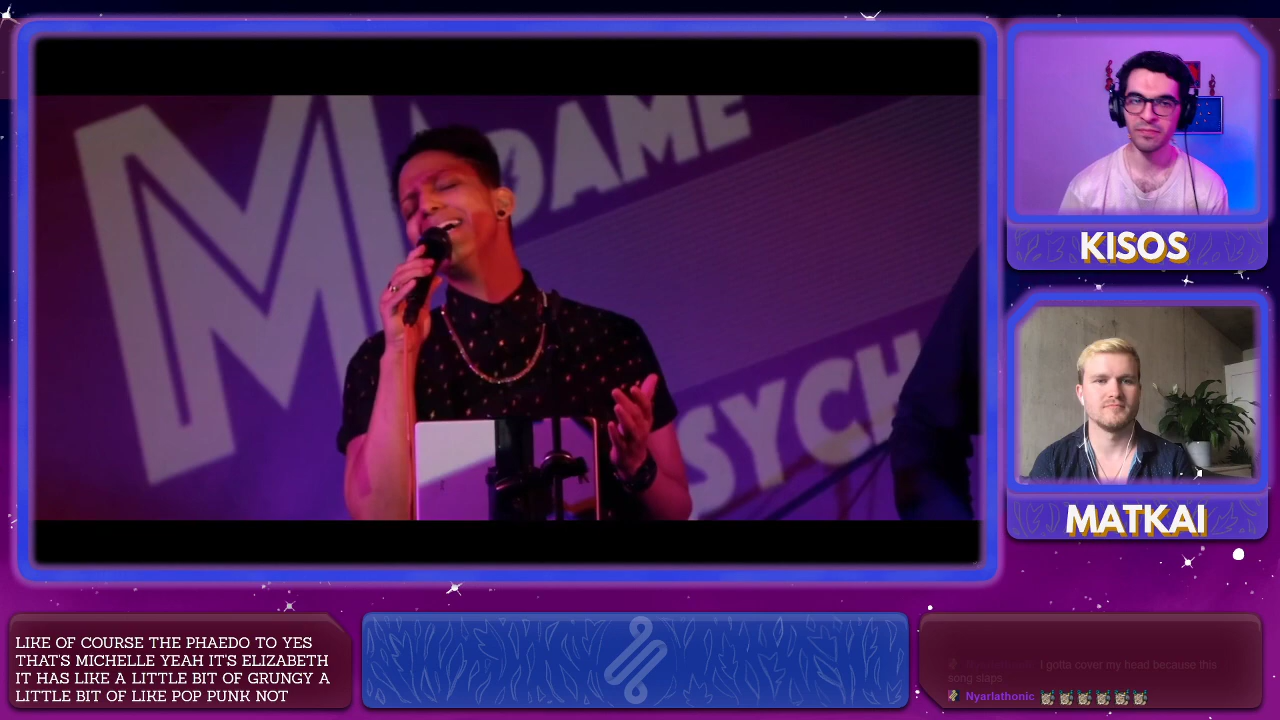 MADAME
PSYCH
KISOS
MATKAI
LIKE OF COURSE THE PHAEDO TO YES
THAT'S MICHELLE YEAH IT'S ELIZABETH
IT HAS LIKE A LITTLE BIT OF GRUNGY A
LITTLE BIT OF LIKE POP PUNK NOT
Nyarlathonic I gotta cover my head because this
song slaps
Nyarlathonic